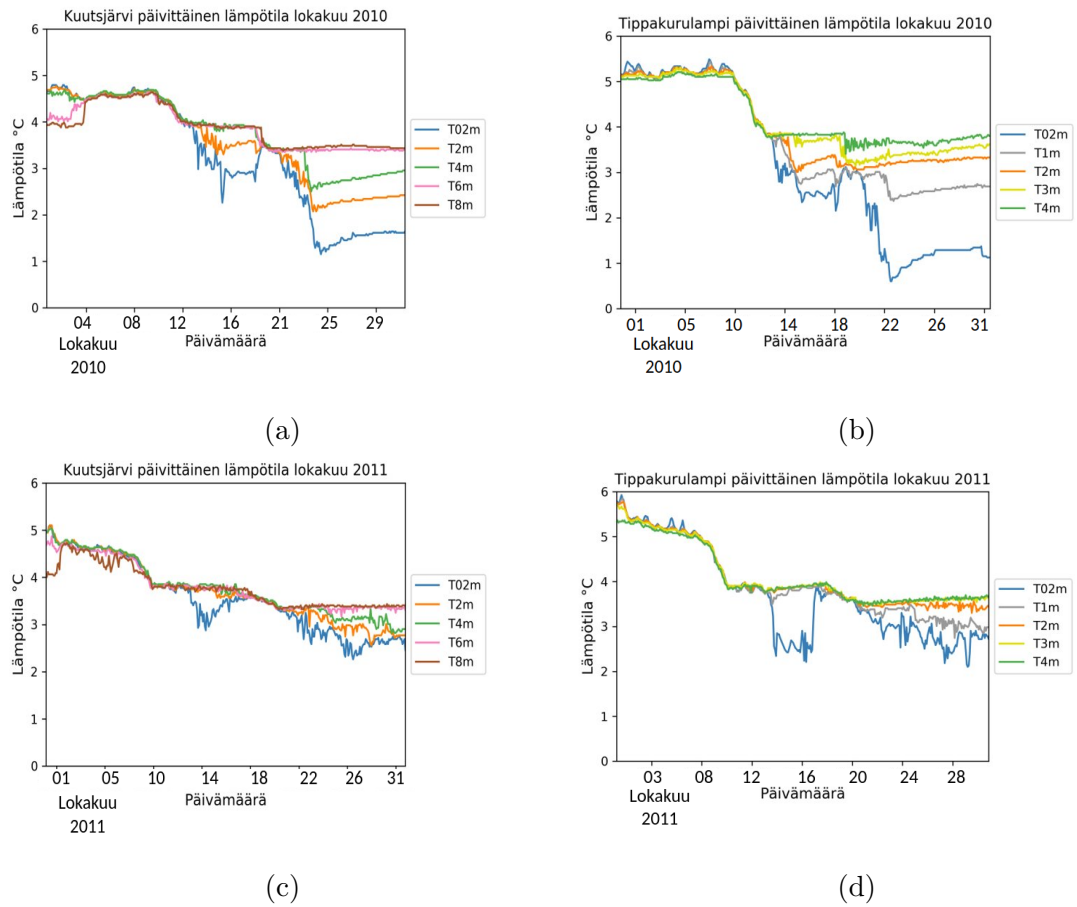 Kuutsjärvi päivittäinen lämpötila lokakuu 2010
6
5
4
3
2
1
0
Lämpötila °C
04 08 12 16 21 25 29
Lokakuu
2010
Päivämäärä
T02m
T2m
T4m
T6m
T8m
(a)
Tippakurulampi päivittäinen lämpötila lokakuu 2010
6
5
4
3
2
1
0
Lämpötila °C
01 05 10 14 18 22 26 31
Lokakuu
2010
Päivämäärä
T02m
T1m
T2m
T3m
T4m
(b)
Kuutsjärvi päivittäinen lämpötila lokakuu 2011
6
5
4
3
2
1
0
Lämpötila °C
01 05 10 14 18 22 26 31
Lokakuu
2011
Päivämäärä
T02m
T2m
T4m
T6m
T8m
(c)
Tippakurulampi päivittäinen lämpötila lokakuu 2011
6
5
4
3
2
1
0
Lämpötila °C
03 08 12 16 20 24 28
Lokakuu
2011
Päivämäärä
T02m
T1m
T2m
T3m
T4m
(d)